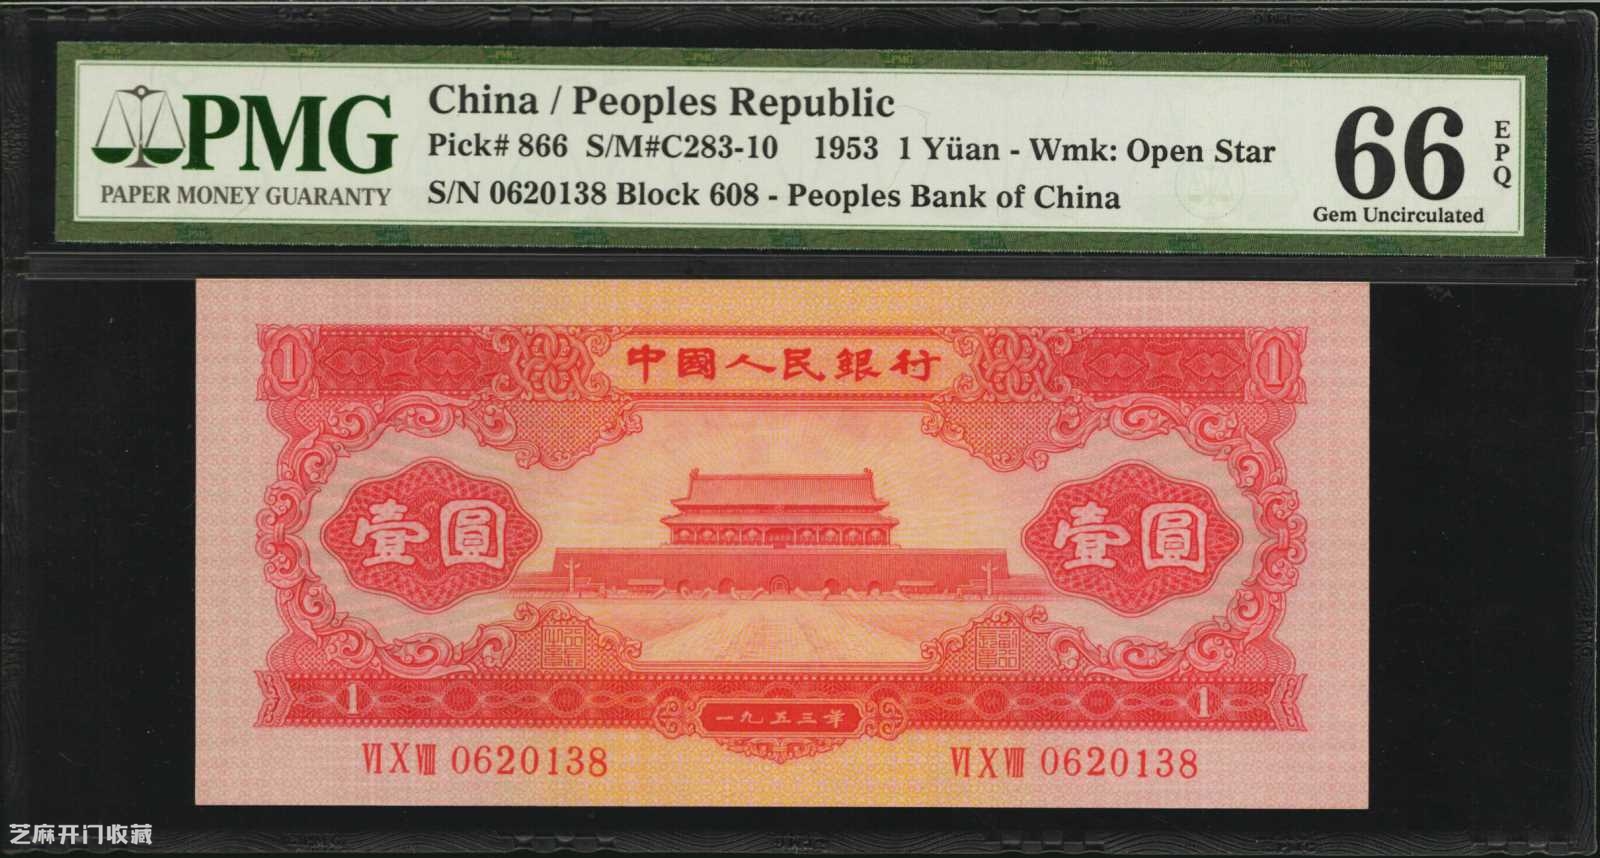 China / Peoples Republic
Pick# 866 S/M#C283-10 1953 1 Yüan - Wmk: Open Star
S/N 0620138 Block 608 - Peoples Bank of China
PMG
PAPER MONEY GUARANTY
66
EPQ
Gem Uncirculated
1
中國人民銀行
1
壹圓
壹圓
1
一九五三年
1
VI X VIII 0620138
VI X VIII 0620138
芝麻开门收藏